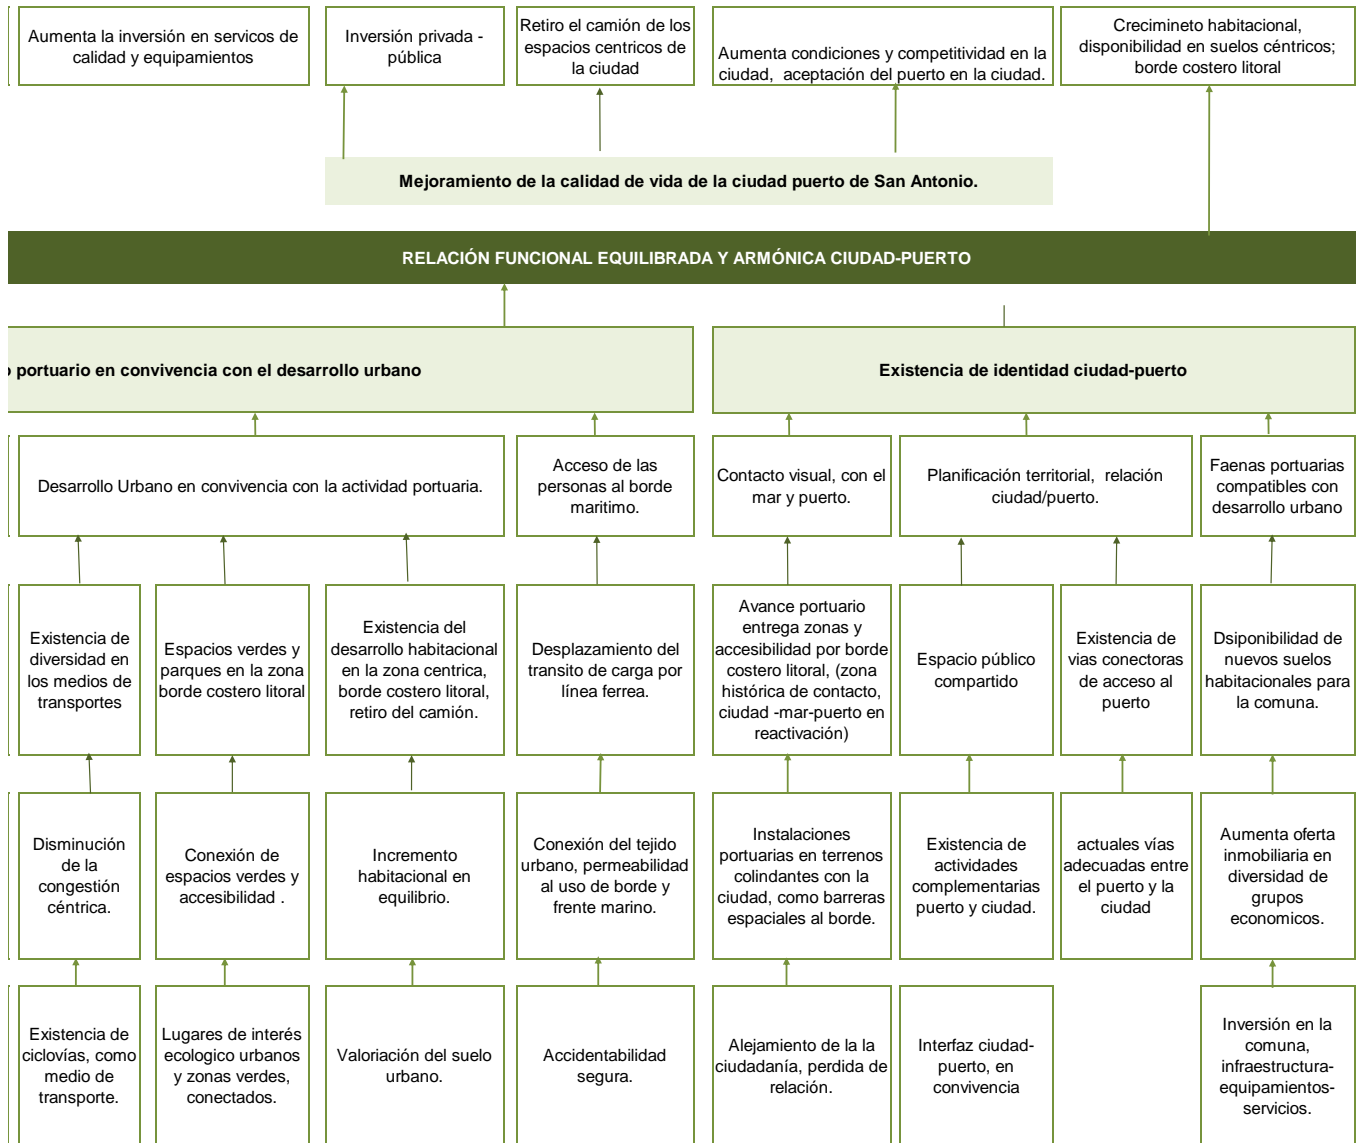 Aumenta la inversión en servicos de
calidad y equipamientos
Inversión privada -
pública
Retiro el camión de los
espacios centricos de
la ciudad
Aumenta condiciones y competitividad en la
ciudad,  aceptación del puerto en la ciudad.
Crecimineto habitacional,
disponibilidad en suelos céntricos;
borde costero litoral
Mejoramiento de la calidad de vida de la ciudad puerto de San Antonio.
RELACIÓN FUNCIONAL EQUILIBRADA Y ARMÓNICA CIUDAD-PUERTO
portuario en convivencia con el desarrollo urbano
Existencia de identidad ciudad-puerto
Desarrollo Urbano en convivencia con la actividad portuaria.
Acceso de las
personas al borde
maritimo.
Contacto visual, con el
mar y puerto.
Planificación territorial,  relación
ciudad/puerto.
Faenas portuarias
compatibles con
desarrollo urbano
Existencia de
diversidad en
los medios de
transportes
Espacios verdes y
parques en la zona
borde costero litoral
Existencia del
desarrollo habitacional
en la zona centrica,
borde costero litoral,
retiro del camión.
Desplazamiento del
transito de carga por
línea ferrea.
Avance portuario
entrega zonas y
accesibilidad por borde
costero litoral, (zona
histórica de contacto,
ciudad -mar-puerto en
reactivación)
Espacio público
compartido
Existencia de
vias conectoras
de acceso al
puerto
Dsiponibilidad de
nuevos suelos
habitacionales para
la comuna.
Disminución
de la
congestión
céntrica.
Conexión de
espacios verdes y
accesibilidad .
Incremento
habitacional en
equilibrio.
Conexión del tejido
urbano, permeabilidad
al uso de borde y
frente marino.
Instalaciones
portuarias en terrenos
colindantes con la
ciudad, como barreras
espaciales al borde.
Existencia de
actividades
complementarias
puerto y ciudad.
actuales vías
adecuadas entre
el puerto y la
ciudad
Aumenta oferta
inmobiliaria en
diversidad de
grupos
economicos.
Existencia de
ciclovías, como
medio de
transporte.
Lugares de interés
ecologico urbanos
y zonas verdes,
conectados.
Valoriación del suelo
urbano.
Accidentabilidad
segura.
Alejamiento de la la
ciudadanía, perdida de
relación.
Interfaz ciudad-
puerto, en
convivencia
Inversión en la
comuna,
infraestructura-
equipamientos-
servicios.